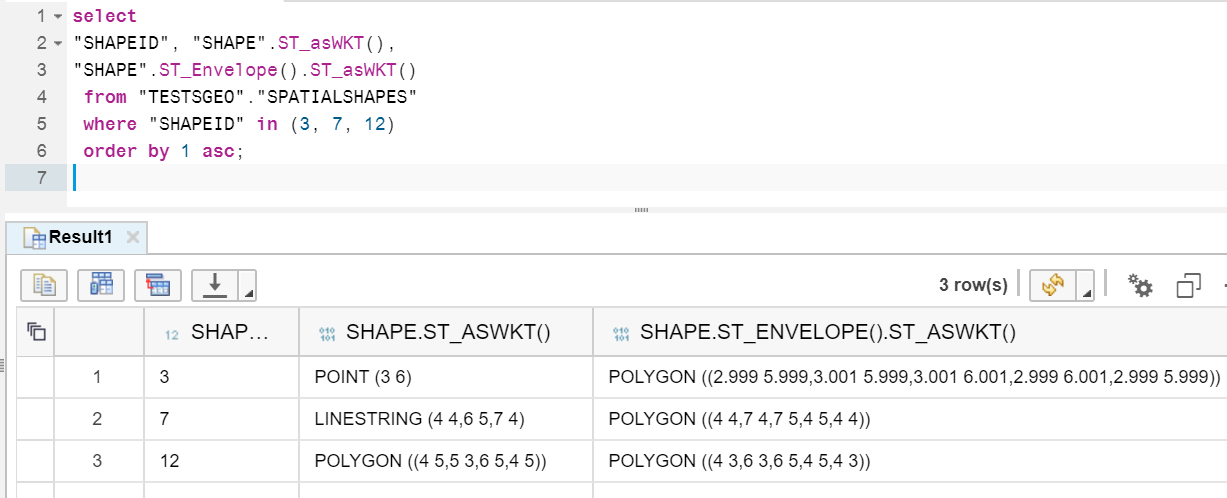 1 select
2 "SHAPEID", "SHAPE".ST_asWKT(),
3 "SHAPE".ST_Envelope().ST_asWKT()
4 from "TESTSGEO"."SPATIALSHAPES"
5 where "SHAPEID" in (3, 7, 12)
6 order by 1 asc;
7
Result1
3 row(s)
12 SHAP... 010 101 SHAPE.ST_ASWKT() 010 101 SHAPE.ST_ENVELOPE().ST_ASWKT()
1 3 POINT (3 6) POLYGON ((2.999 5.999,3.001 5.999,3.001 6.001,2.999 6.001,2.999 5.999))
2 7 LINESTRING (4 4,6 5,7 4) POLYGON ((4 4,7 4,7 5,4 5,4 4))
3 12 POLYGON ((4 5,5 3,6 5,4 5)) POLYGON ((4 3,6 3,6 5,4 5,4 3))